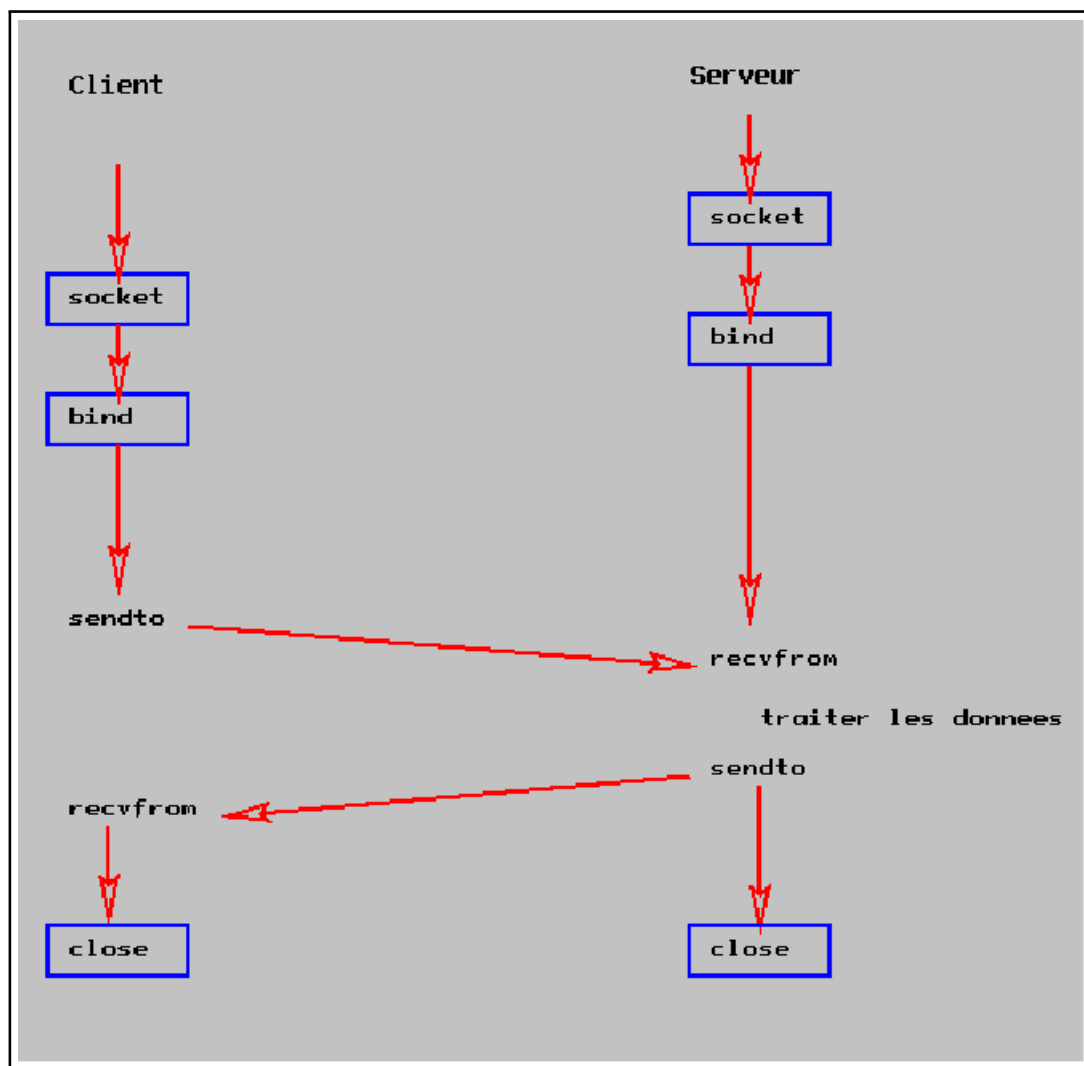 Client
Serveur
socket
socket
bind
bind
sendto
recvfrom
traiter les donnees
sendto
recvfrom
close
close